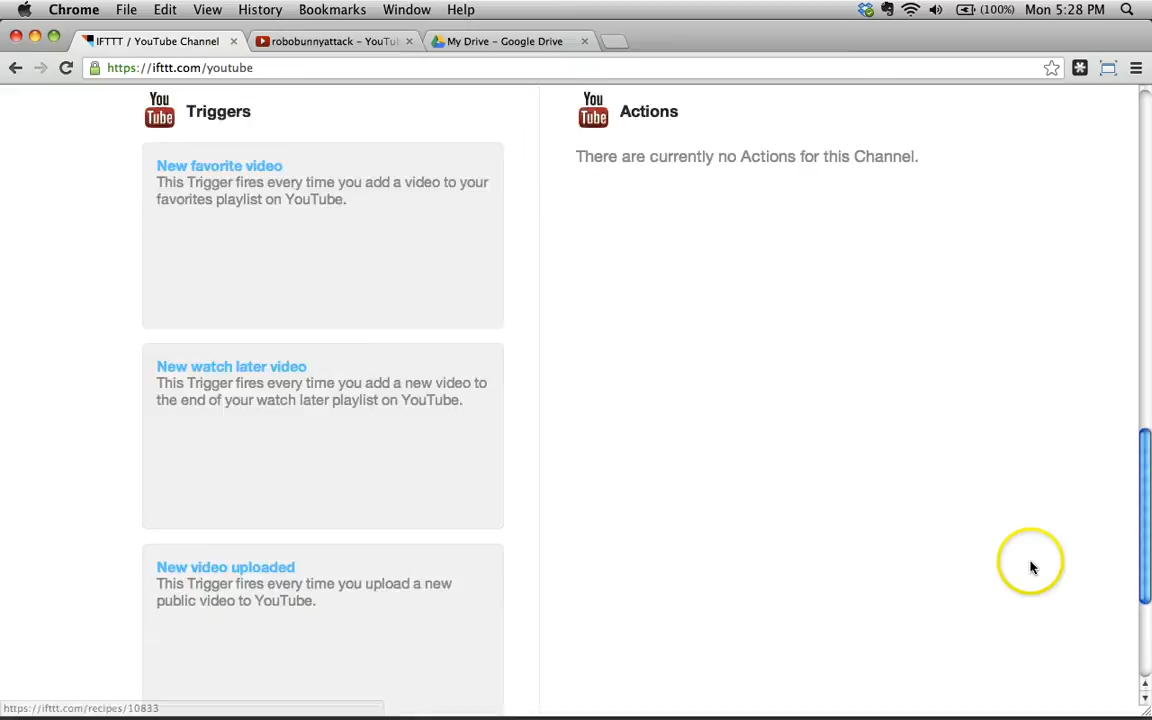 Chrome File Edit View History Bookmarks Window Help (100%) Mon 5:28 PM
IFTTT / YouTube Channel robobunnyattack - YouTub My Drive - Google Drive
https://ifttt.com/youtube
You Tube Triggers
New favorite video
This Trigger fires every time you add a video to your
favorites playlist on YouTube.
New watch later video
This Trigger fires every time you add a new video to
the end of your watch later playlist on YouTube.
New video uploaded
This Trigger fires every time you upload a new
public video to YouTube.
You Tube Actions
There are currently no Actions for this Channel.
https://ifttt.com/recipes/10833